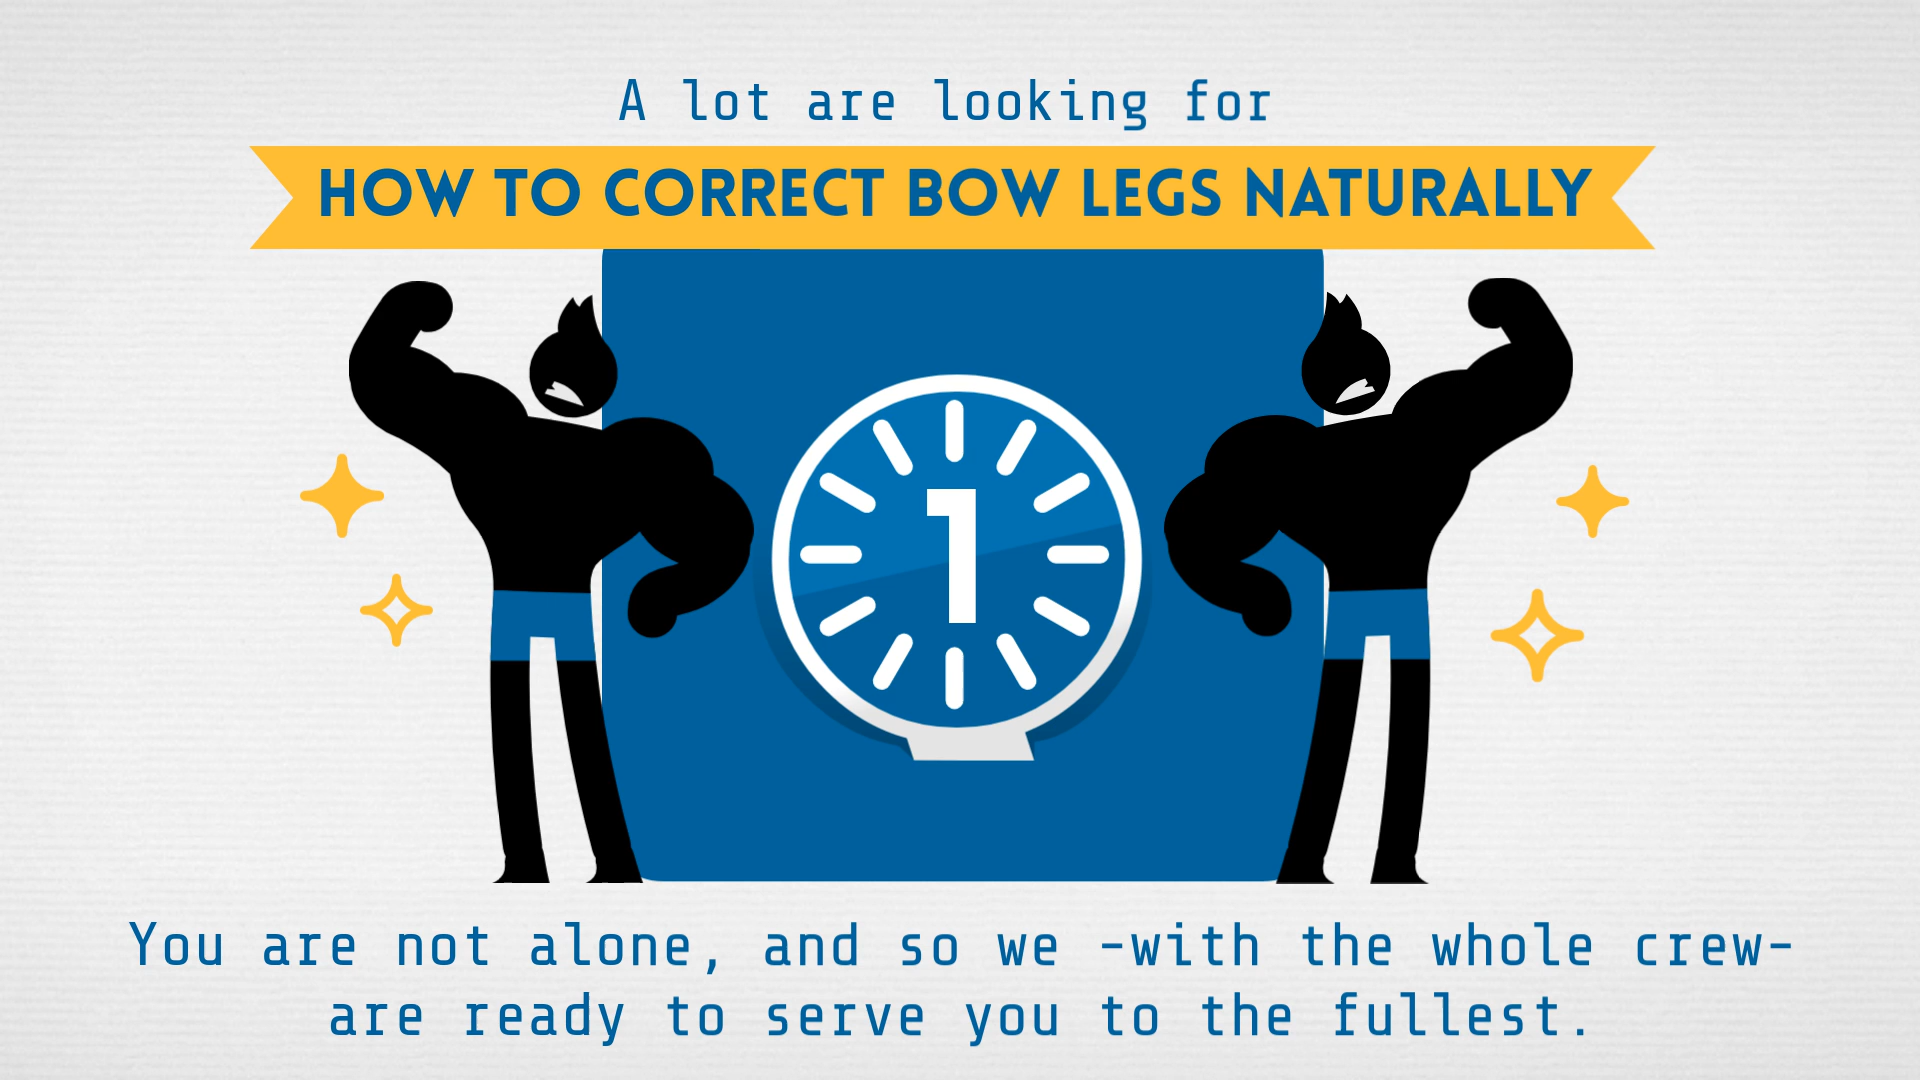 A lot are looking for
HOW TO CORRECT BOW LEGS NATURALLY
1
You are not alone, and so we -with the whole crew-
are ready to serve you to the fullest.